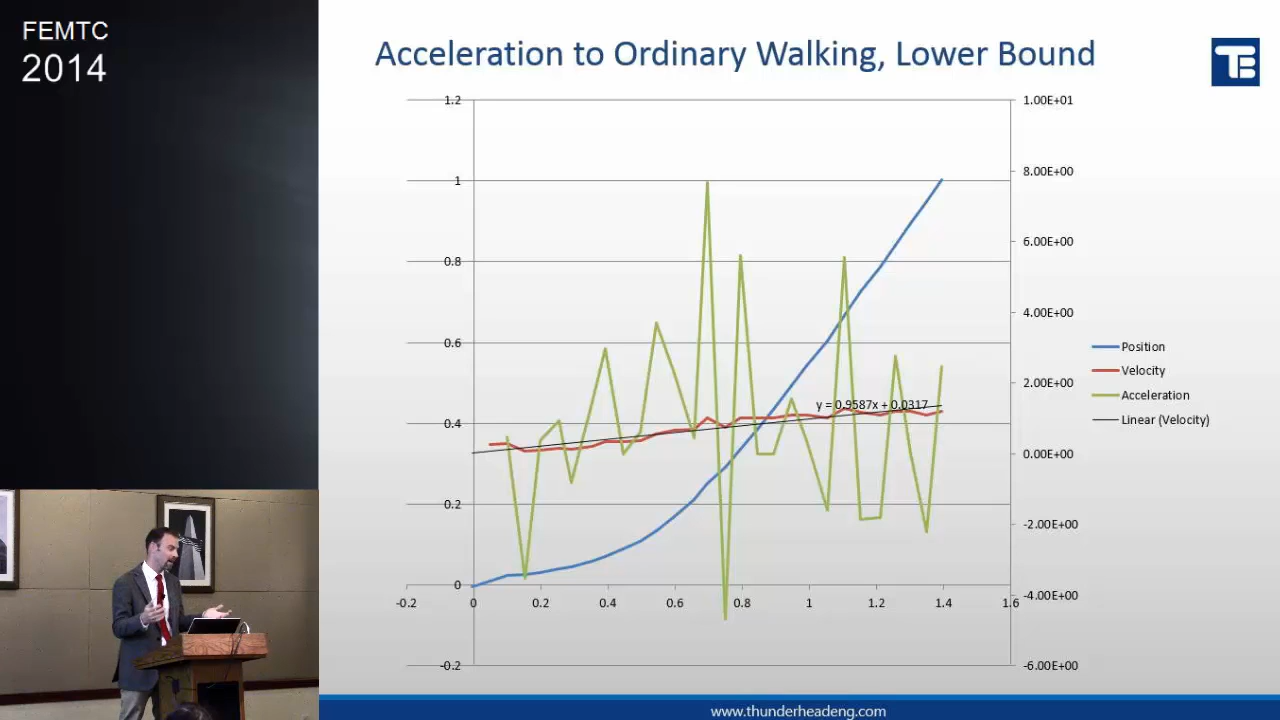 FEMTC
2014
Acceleration to Ordinary Walking, Lower Bound
TE
1.2
1
0.8
0.6
0.4
0.2
0
-0.2
1.00E+01
8.00E+00
6.00E+00
4.00E+00
2.00E+00
0.00E+00
-2.00E+00
-4.00E+00
-6.00E+00
-0.2 0 0.2 0.4 0.6 0.8 1 1.2 1.4 1.6
y = 0.9587x + 0.0317
Position
Velocity
Acceleration
Linear (Velocity)
www.thunderheadeng.com